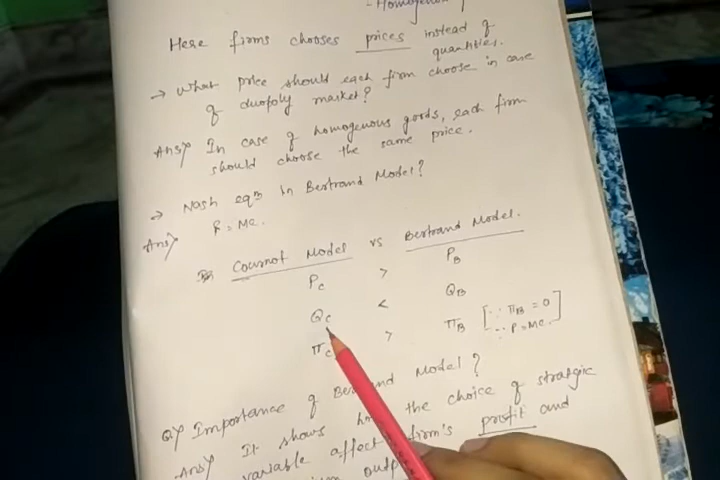 - Homogenous
Here firms chooses prices instead of quantities.
→ What price should each firm choose in case of duopoly market?
Ans) In case of homogenous goods, each firm should choose the same price.
→ Nash eqn in Bertrand Model?
Ans) P = MC.
Cournot Model vs Bertrand Model.
Pc > PB
Qc < QB
πc > πB [∵ πB = 0
∵ P = MC.]
Q) Importance of Bertrand Model?
Ans) It shows the choice of strategic
variable affect firm's profit and